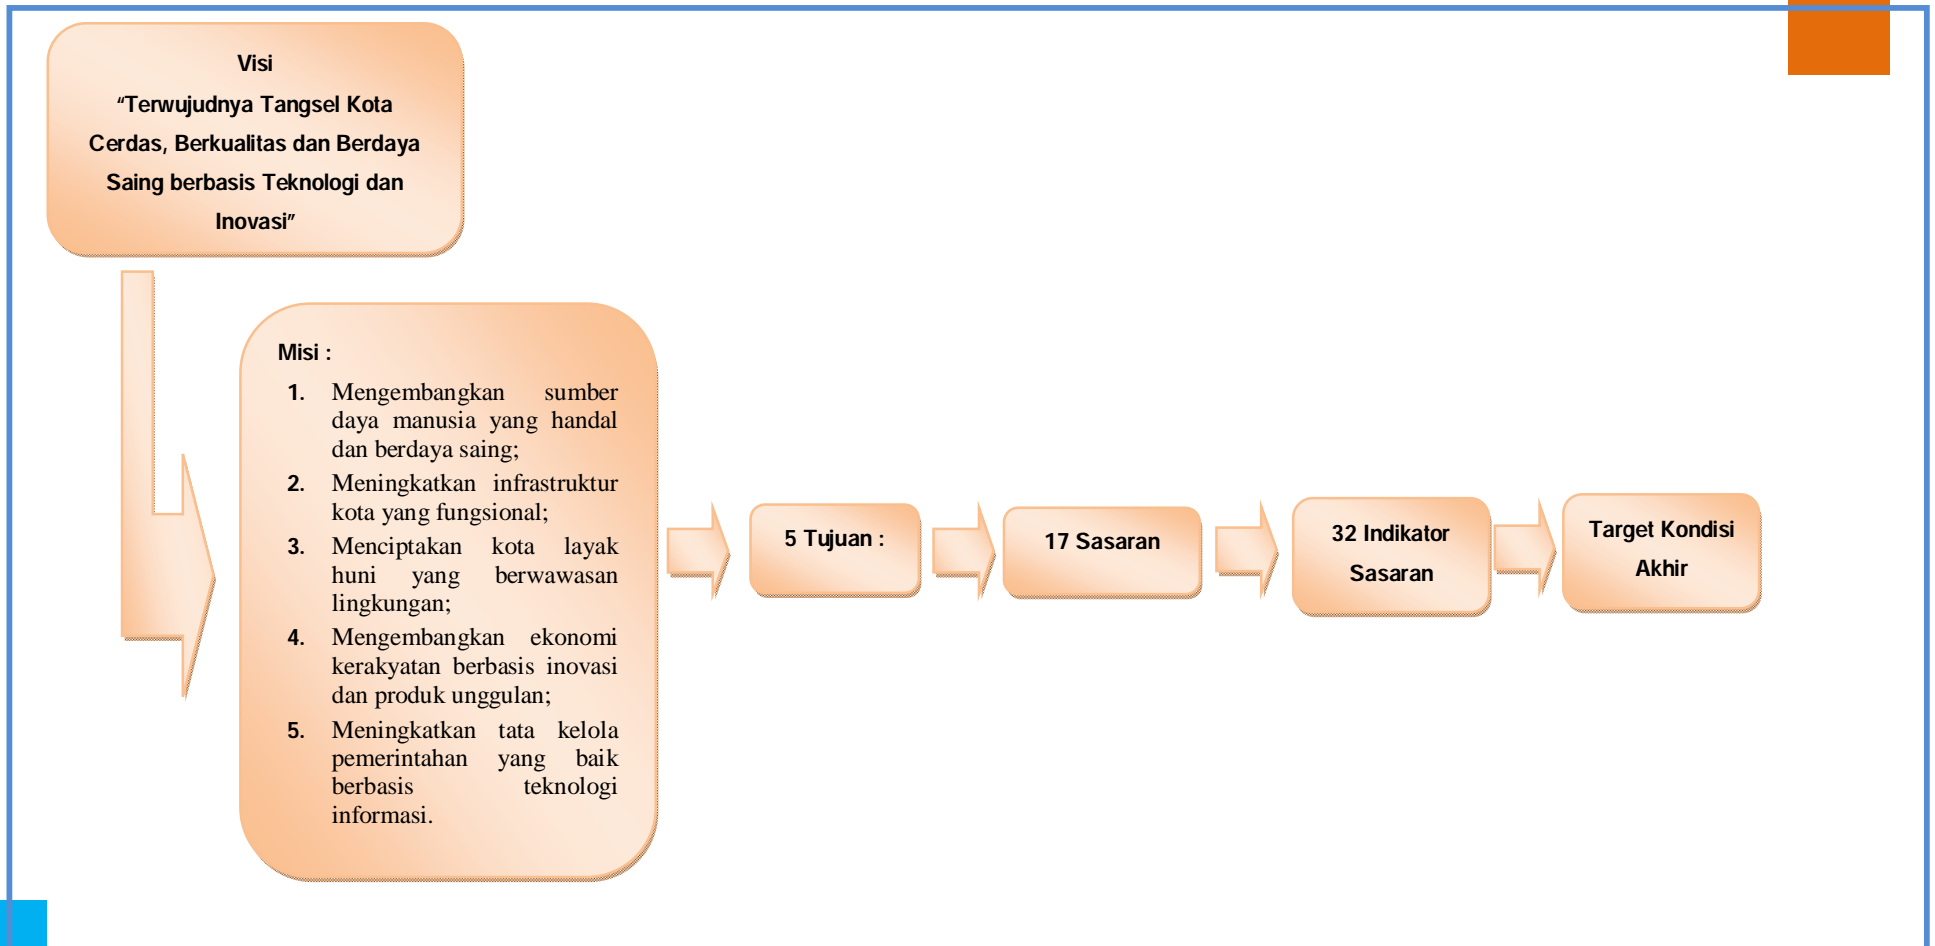 Visi
“Terwujudnya Tangsel Kota
Cerdas, Berkualitas dan Berdaya
Saing berbasis Teknologi dan
Inovasi”
Misi :
1. Mengembangkan sumber
daya manusia yang handal
dan berdaya saing;
2. Meningkatkan infrastruktur
kota yang fungsional;
3. Menciptakan kota layak
huni yang berwawasan
lingkungan;
4. Mengembangkan ekonomi
kerakyatan berbasis inovasi
dan produk unggulan;
5. Meningkatkan tata kelola
pemerintahan yang baik
berbasis teknologi
informasi.
5 Tujuan :
17 Sasaran
32 Indikator
Sasaran
Target Kondisi
Akhir